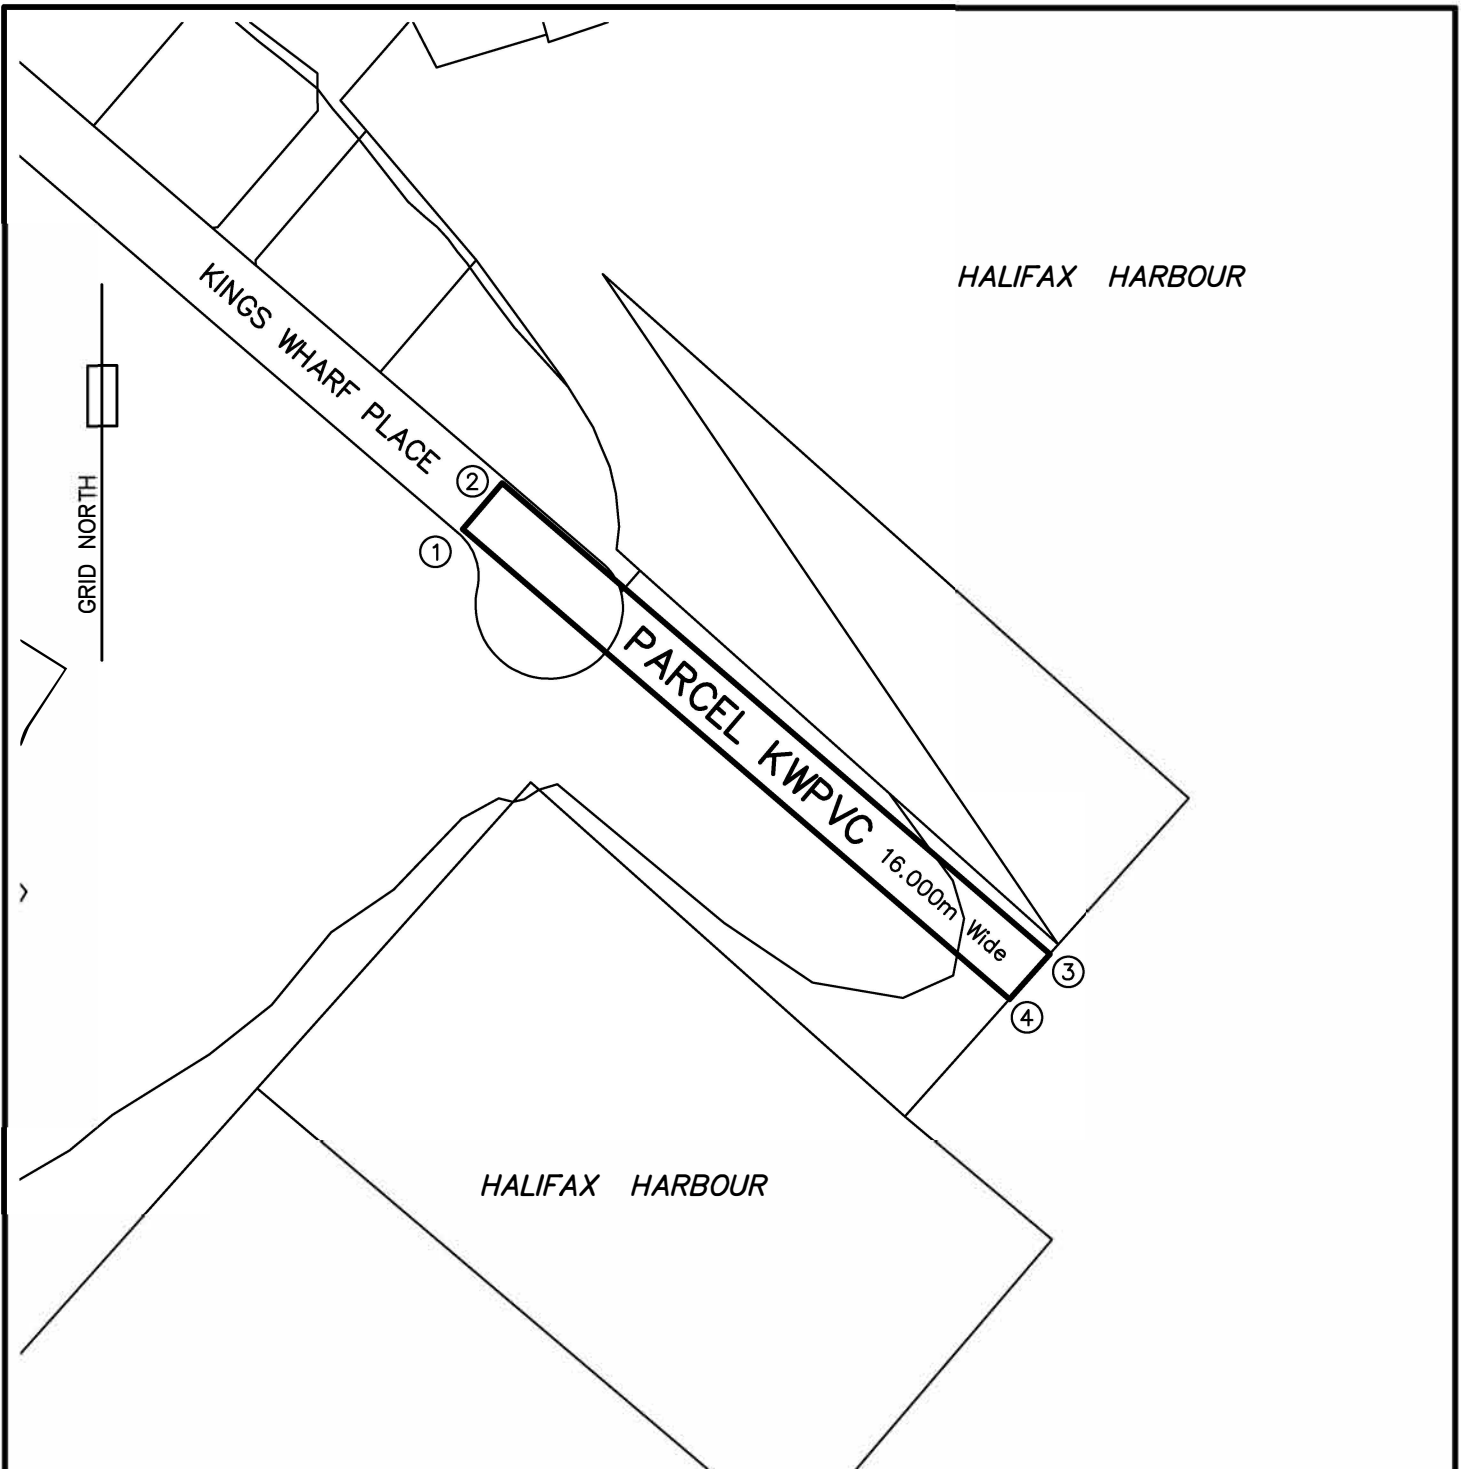 HALIFAX HARBOUR
KINGS WHARF PLACE
GRID NORTH
2
1
PARCEL KWPVC 16.000m Wide
3
4
HALIFAX HARBOUR